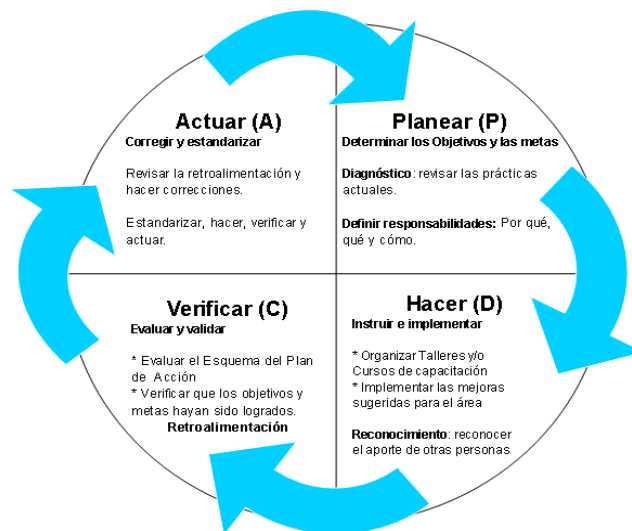 Actuar (A)
Corregir y estandarizar
Revisar la retroalimentación y
hacer correcciones.
Estandarizar, hacer, verificar y
actuar.
Planear (P)
Determinar los Objetivos y las metas
Diagnóstico: revisar las prácticas
actuales.
Definir responsabilidades: Por qué,
qué y cómo.
Verificar (C)
Evaluar y validar
* Evaluar el Esquema del Plan
de Acción
* Verificar que los objetivos y
metas hayan sido logrados.
Retroalimentación
Hacer (D)
Instruir e implementar
* Organizar Talleres y/o
Cursos de capacitación
* Implementar las mejoras
sugeridas para el área
Reconocimiento: reconocer
el aporte de otras personas